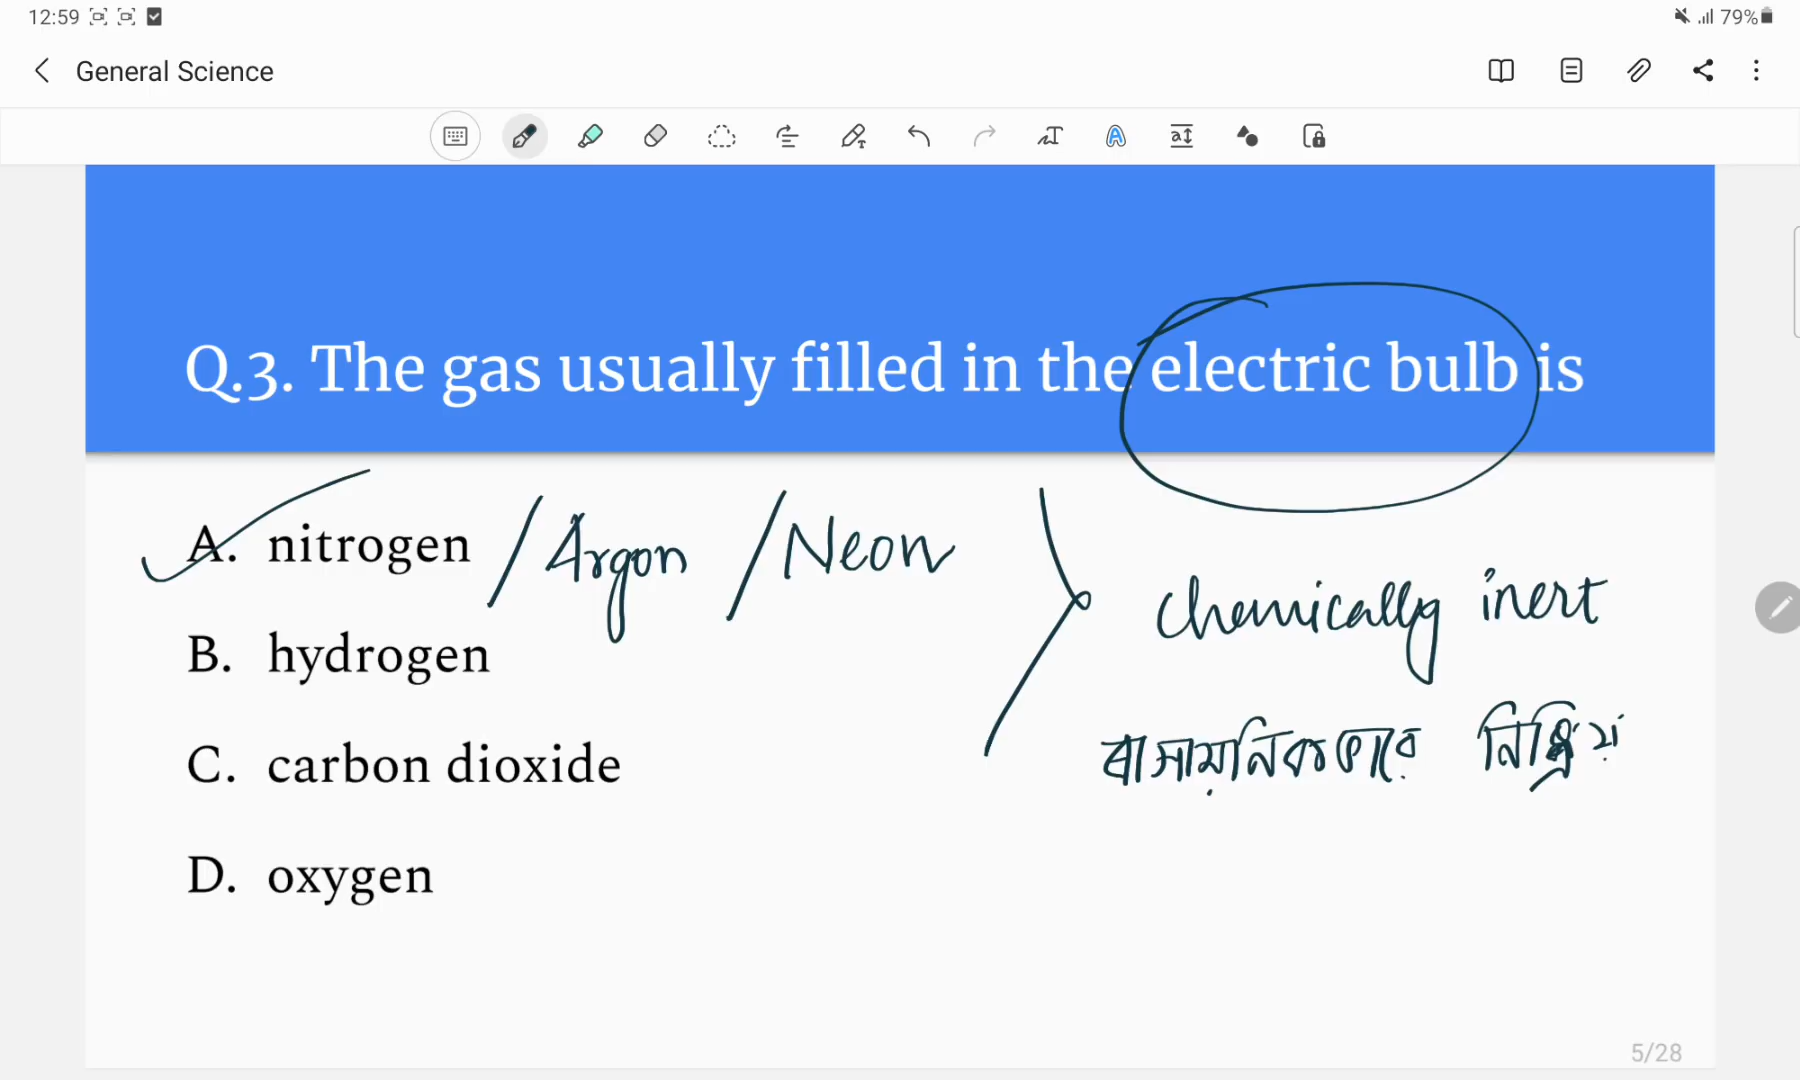 12:59 79%
General Science
Q.3. The gas usually filled in the electric bulb is
A. nitrogen / Argon / Neon
chemically inert
B. hydrogen
ৰাসায়নিকভাবে নিষ্ক্রিয়
C. carbon dioxide
D. oxygen
5/28